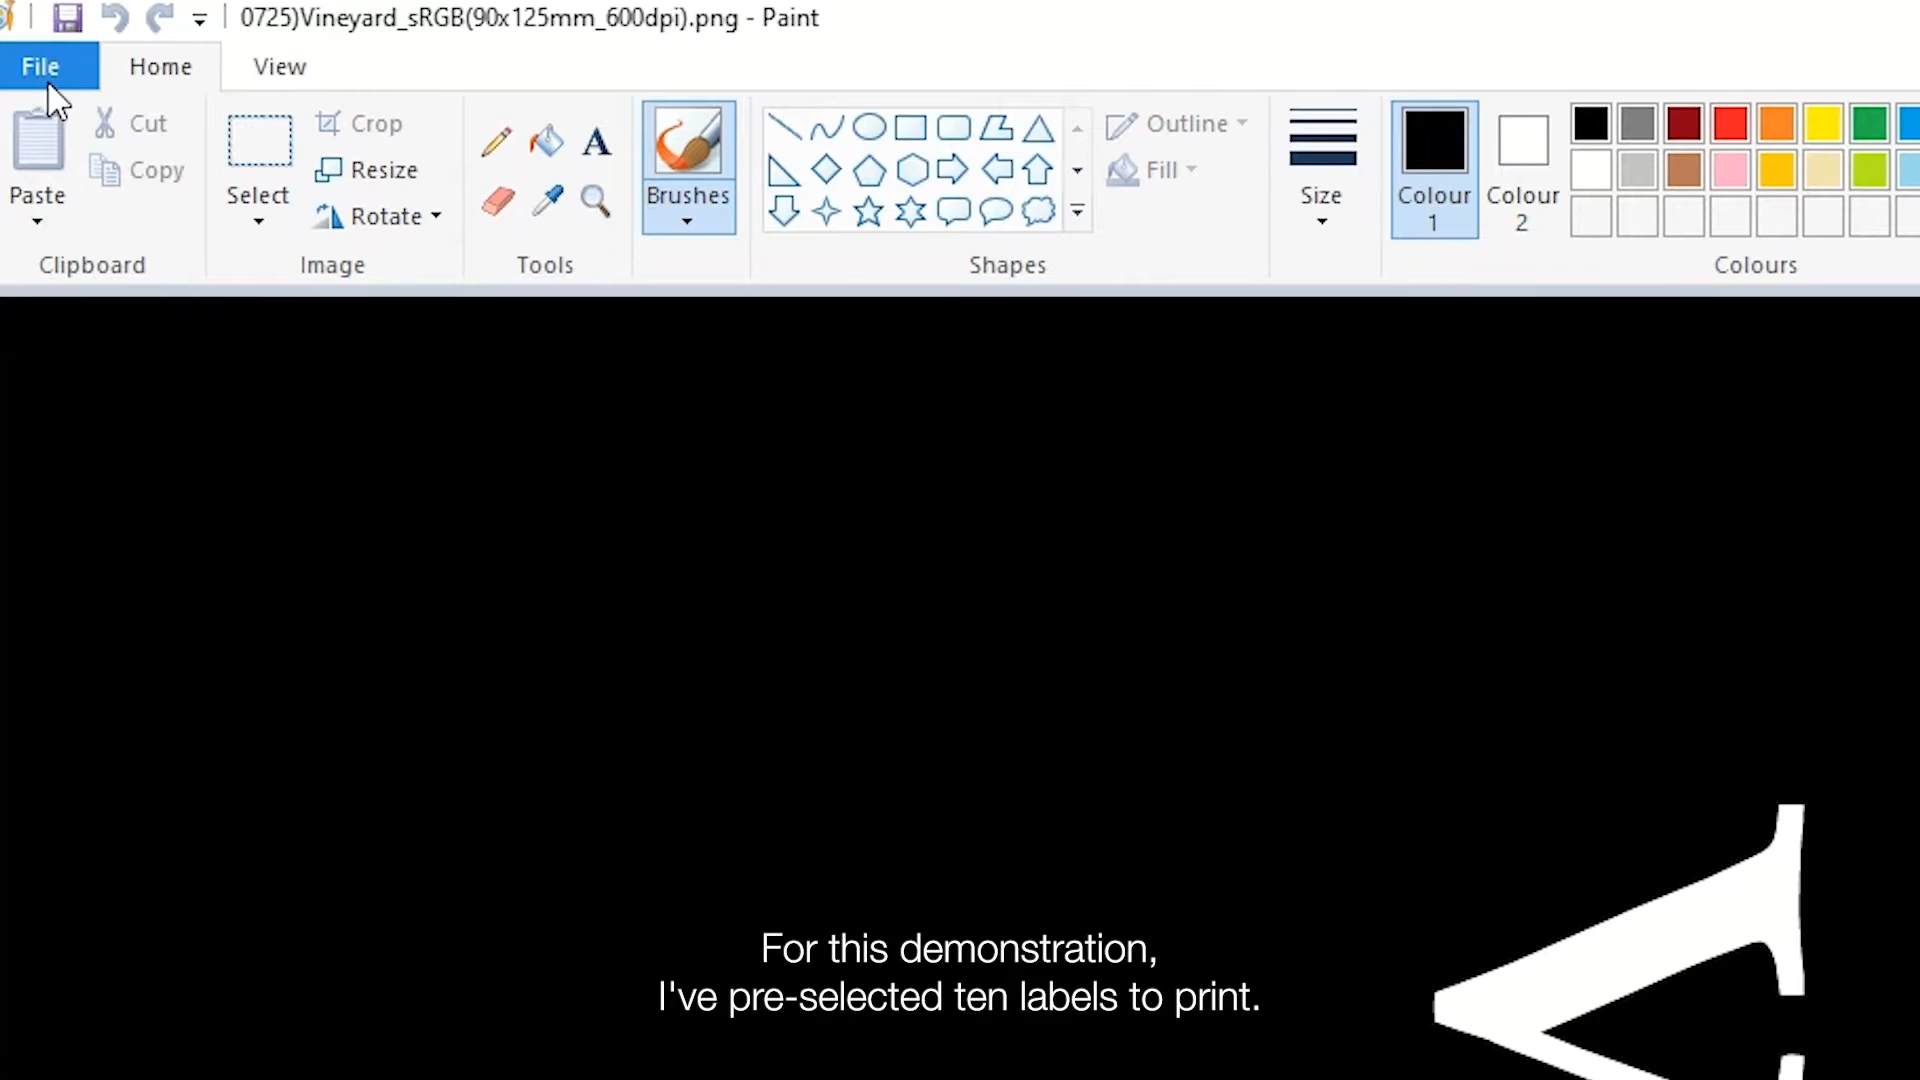 0725)Vineyard_sRGB(90x125mm_600dpi).png - Paint
File Home View
Paste
Cut
Copy
Clipboard
Select
Crop
Resize
Rotate
Image
A
Tools
Brushes
Shapes
Outline
Fill
Size
Colour 1
Colour 2
Colours
For this demonstration,
I've pre-selected ten labels to print.
V